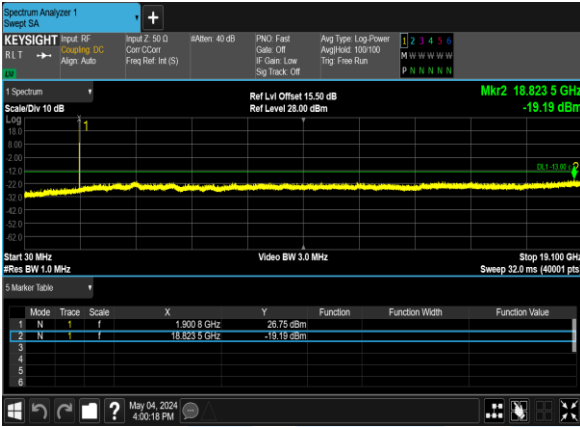 Spectrum Analyzer 1
Swept SA
KEYSIGHT Input: RF Input Z: 50 Ω #Atten: 40 dB PNO: Fast Avg Type: Log-Power 1 2 3 4 5 6
RLT Coupling: DC Corr CCorr Gate: Off Avg|Hold: 100/100 M W W W W W
Align: Auto Freq Ref: Int (S) IF Gain: Low Trig: Free Run
Sig Track: Off P N N N N N
1 Spectrum
Ref Lvl Offset 15.50 dB Mkr2 18.823 5 GHz
Scale/Div 10 dB Ref Level 28.00 dBm -19.19 dBm
Log
1
18.0
8.00
-2.00
-12.0
DL1 -13.00
2
-22.0
-32.0
-42.0
-52.0
-62.0
Start 30 MHz Video BW 3.0 MHz Stop 19.100 GHz
#Res BW 1.0 MHz Sweep 32.0 ms (40001 pts
5 Marker Table
Mode Trace Scale X Y Function Function Width Function Value
1 N 1 f 1.900 8 GHz 26.75 dBm
2 N 1 f 18.823 5 GHz -19.19 dBm
3
4
5
6
? May 04, 2024
4:00:18 PM